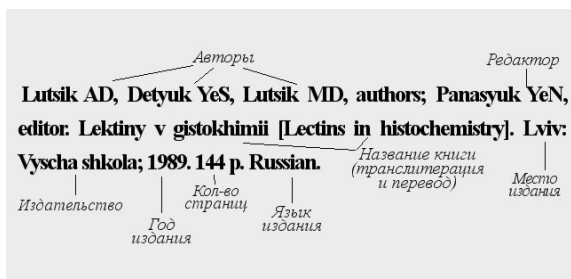 Авторы
Редактор
Lutsik AD, Detyuk YeS, Lutsik MD, authors; Panasyuk YeN,
editor. Lektiny v gistokhimii [Lectins in histochemistry]. Lviv:
Vyscha shkola; 1989. 144 p. Russian.
Название книги
(транслитерация
и перевод)
Место
издания
Издательство
Кол-во
страниц
Год
издания
Язык
издания